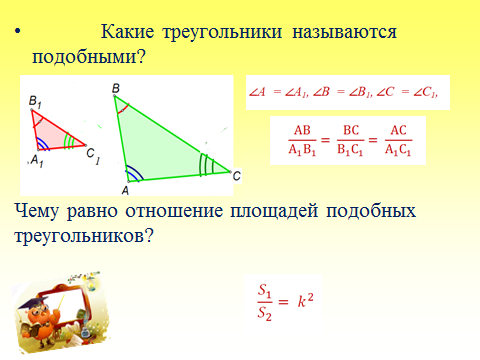 • Какие треугольники называются
подобными?
B₁
A₁
C₁
B
A
C
∠A = ∠A₁, ∠B = ∠B₁, ∠C = ∠C₁,
AB/A₁B₁ = BC/B₁C₁ = AC/A₁C₁
Чему равно отношение площадей подобных
треугольников?
S₁/S₂ = k²